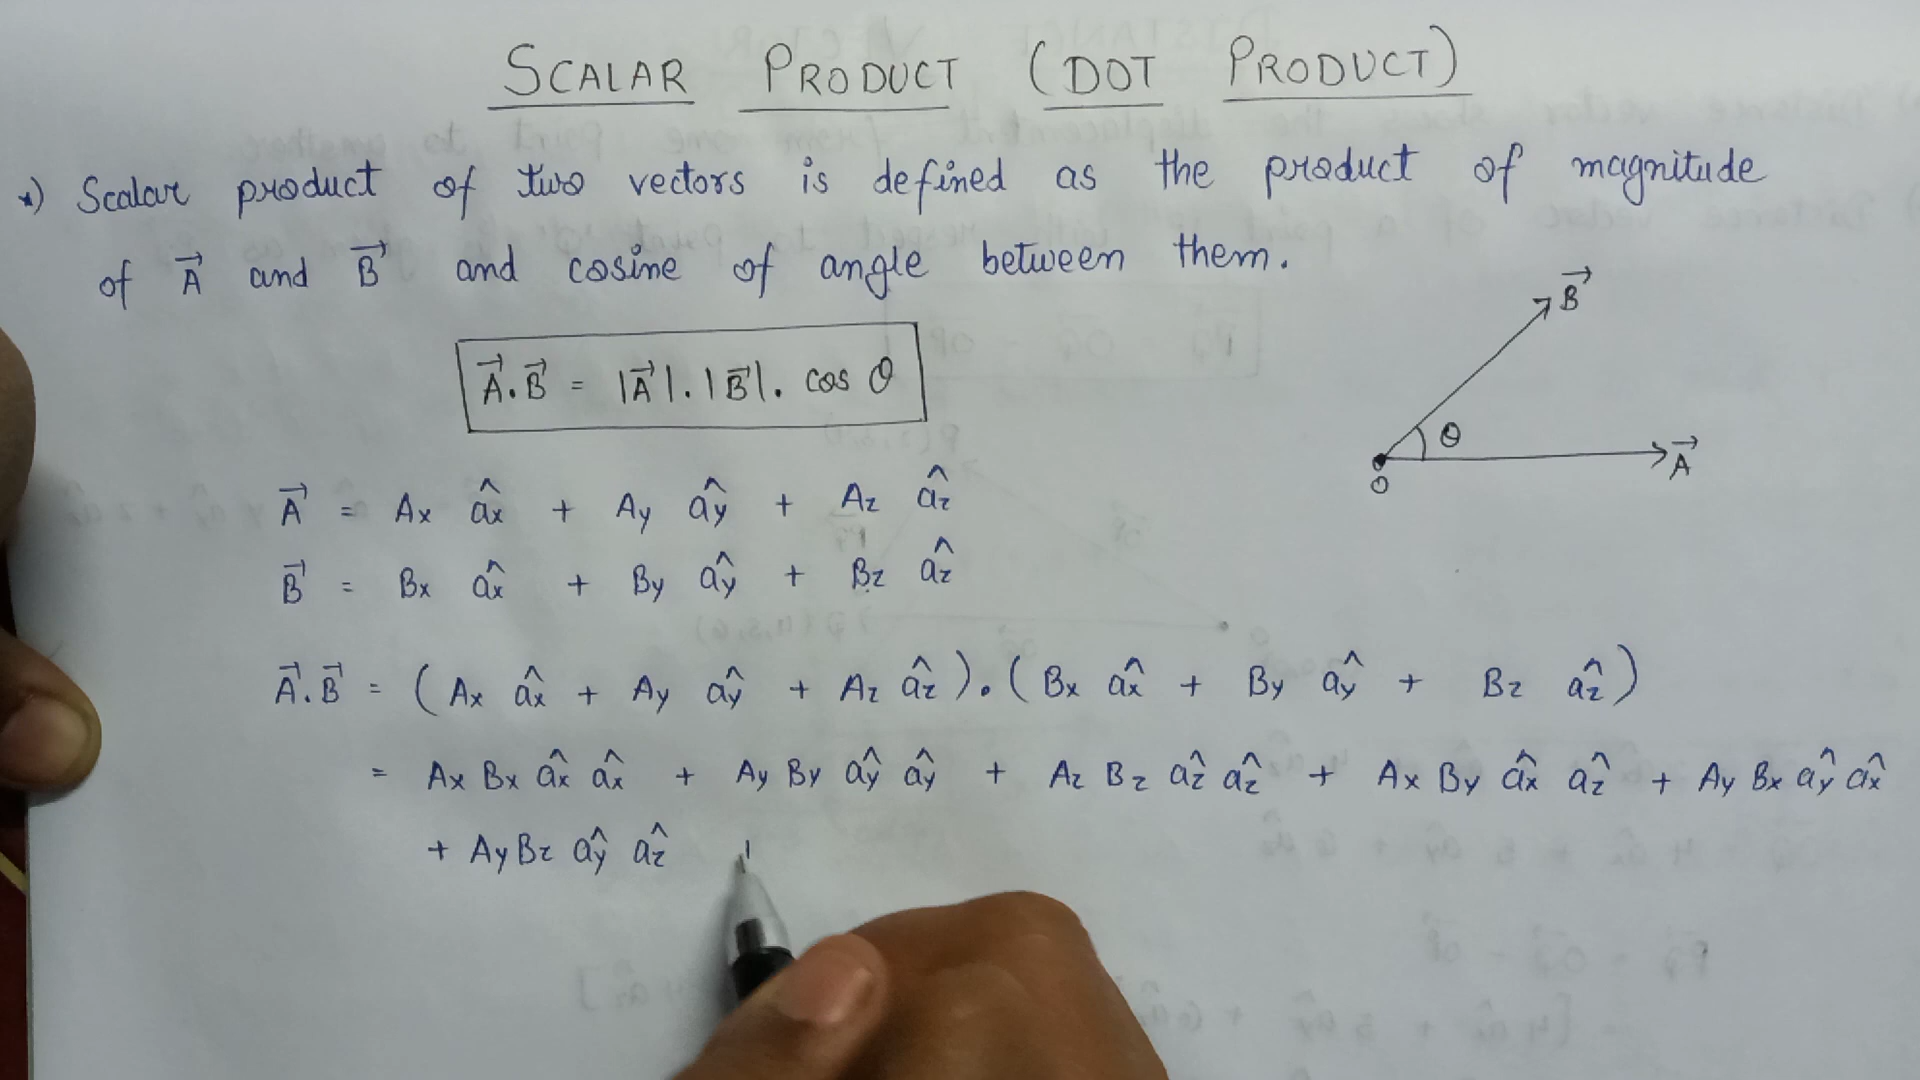 SCALAR PRODUCT (DOT PRODUCT)
*) Scalar product of two vectors is defined as the product of magnitude
of A⃗ and B⃗ and cosine of angle between them.
B⃗
A⃗.B⃗ = |A⃗|.|B⃗|. cos θ
θ
A⃗
O
A⃗ = Ax âx + Ay ây + Az âz
B⃗ = Bx âx + By ây + Bz âz
A⃗.B⃗ = (Ax âx + Ay ây + Az âz).(Bx âx + By ây + Bz âz)
= Ax Bx âx âx + Ay By ây ây + Az Bz âz âz + Ax By âx âz + Ay Bx ây âx
+ Ay Bz ây âz